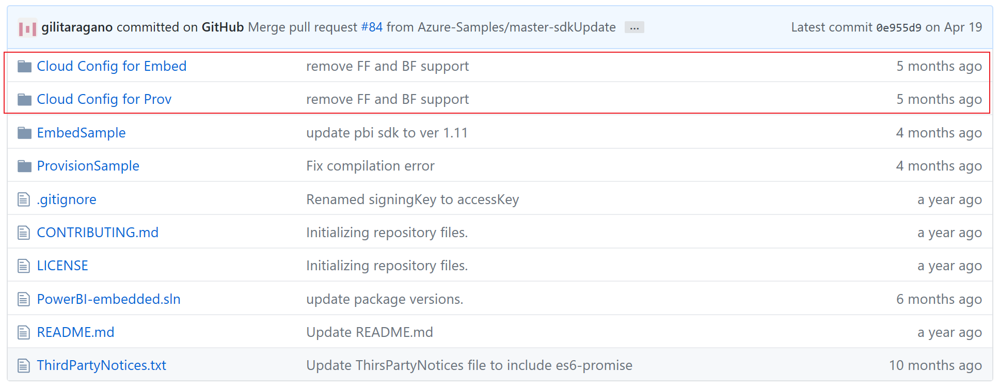 gilitaragano committed on GitHub Merge pull request #84 from Azure-Samples/master-sdkUpdate ... Latest commit 0e955d9 on Apr 19
Cloud Config for Embed remove FF and BF support 5 months ago
Cloud Config for Prov remove FF and BF support 5 months ago
EmbedSample update pbi sdk to ver 1.11 4 months ago
ProvisionSample Fix compilation error 4 months ago
.gitignore Renamed signingKey to accessKey a year ago
CONTRIBUTING.md Initializing repository files. a year ago
LICENSE Initializing repository files. a year ago
PowerBI-embedded.sln update package versions. 6 months ago
README.md Update README.md a year ago
ThirdPartyNotices.txt Update ThirsPartyNotices file to include es6-promise 10 months ago